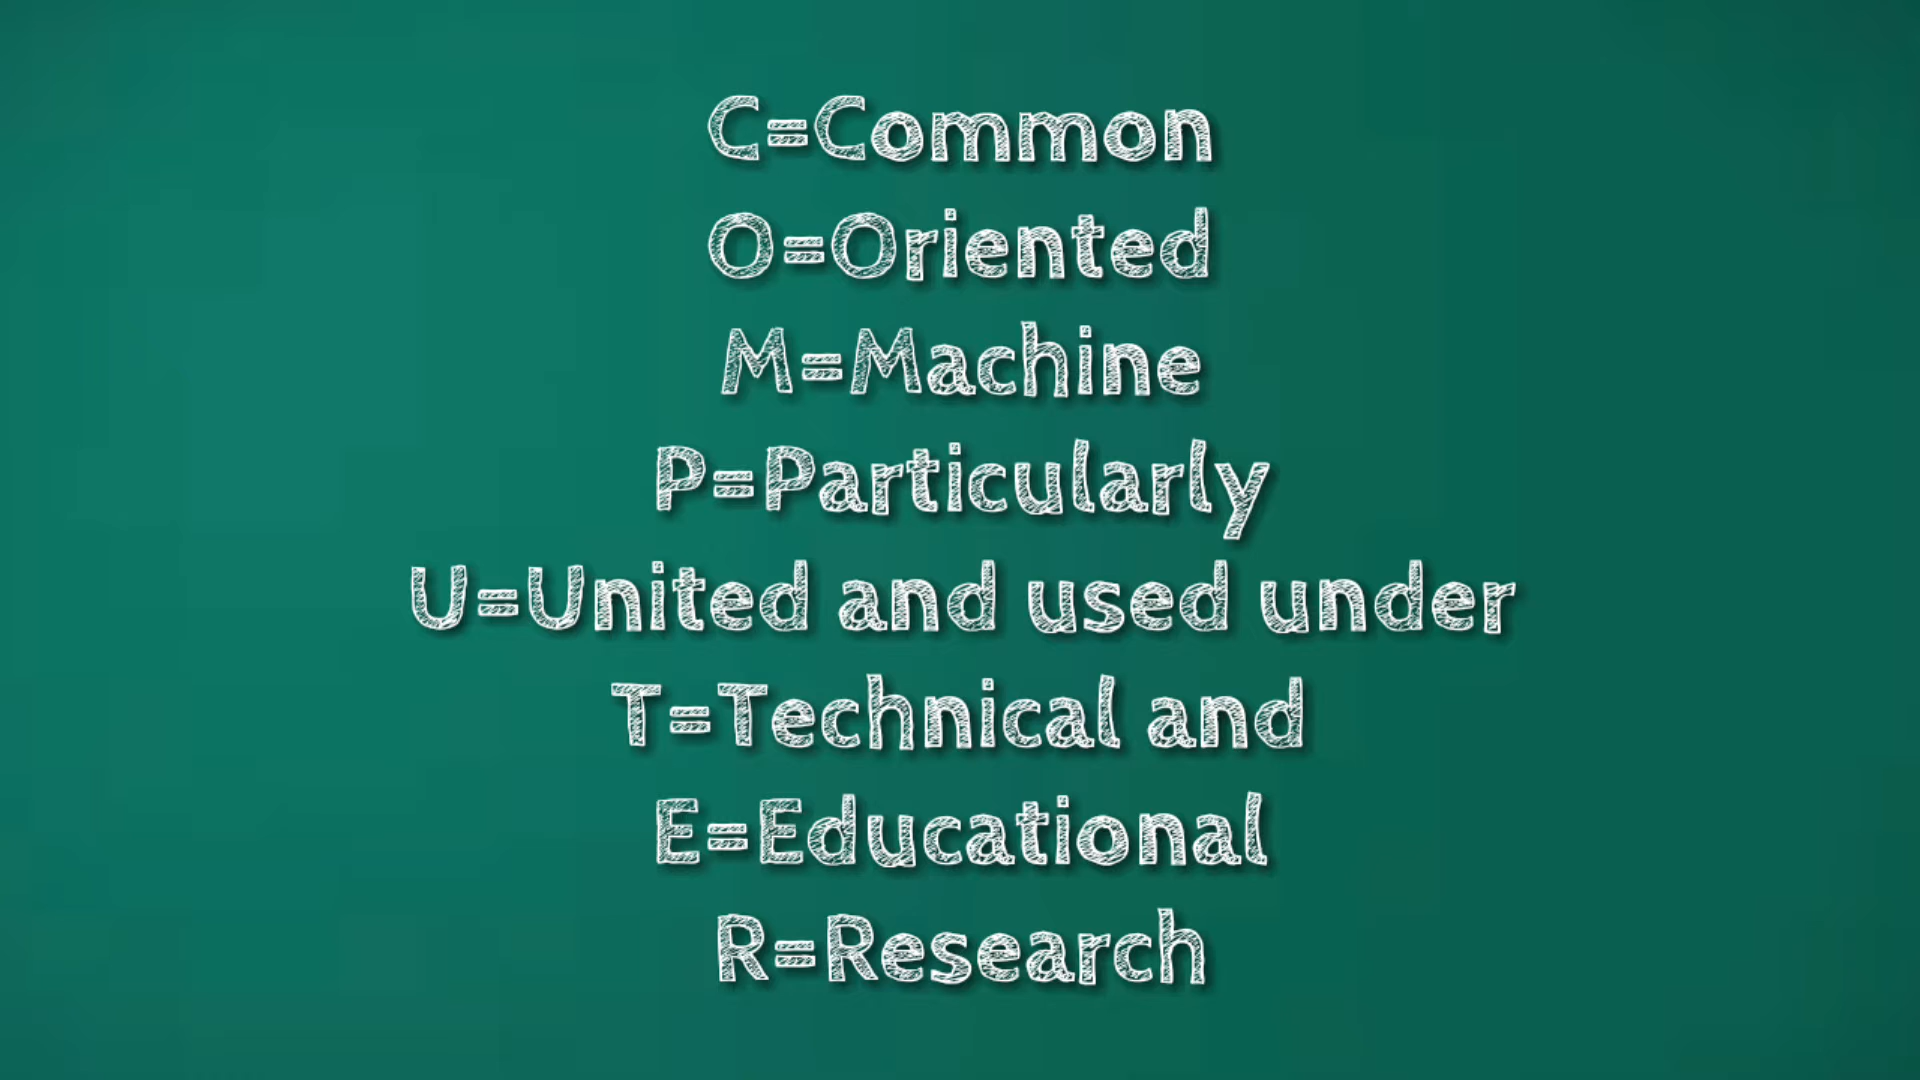 C=Common
O=Oriented
M=Machine
P=Particularly
U=United and used under
T=Technical and
E=Educational
R=Research